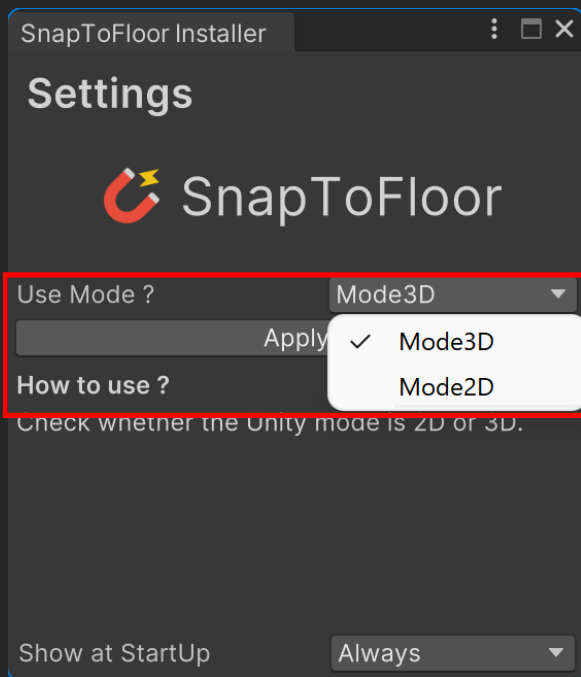 SnapToFloor Installer
Settings
SnapToFloor
Use Mode ? Mode3D
Apply
Mode3D
How to use ?
Mode2D
Check whether the Unity mode is 2D or 3D.
Show at StartUp Always